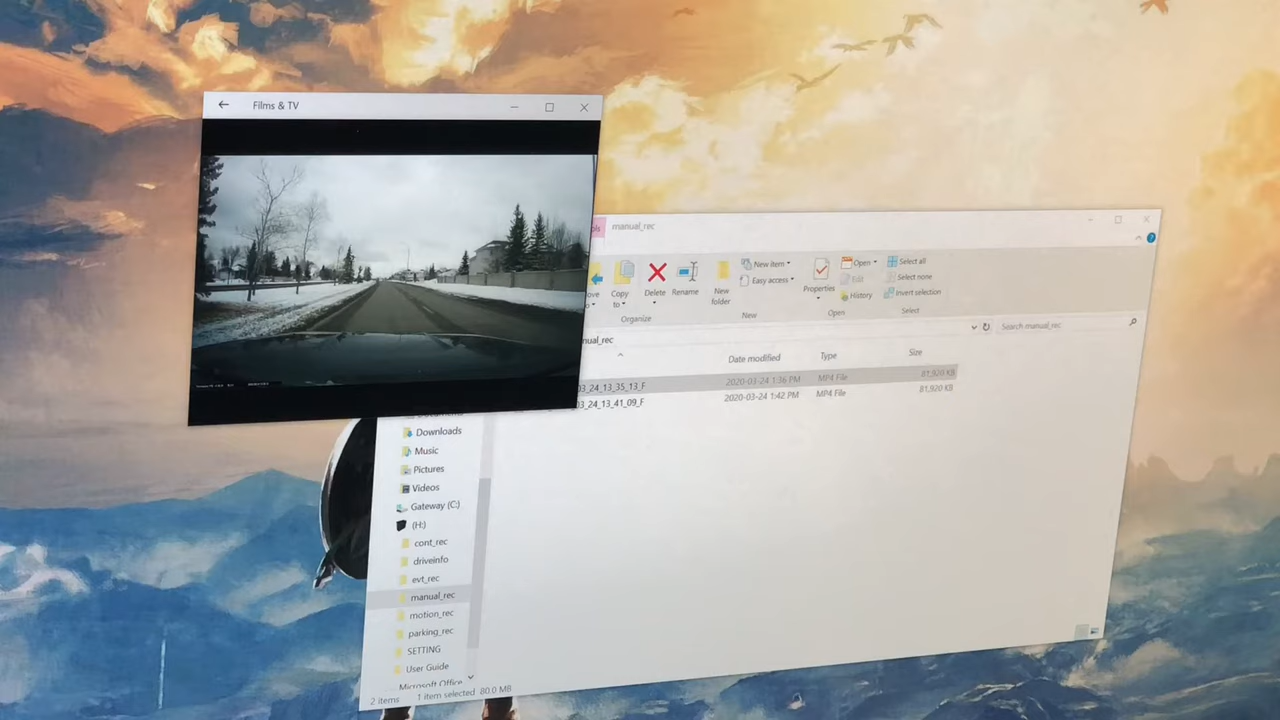 Films & TV
manual_rec
New item
Easy access
Copy
to
Delete
Rename
New
folder
Properties
Open
Edit
History
Select all
Select none
Invert selection
Organize
New
Open
Select
Search manual_rec
Date modified
Type
Size
03_24_13_35_13_F
2020-03-24 1:36 PM
MP4 File
81,920 KB
3_24_13_41_09_F
2020-03-24 1:42 PM
MP4 File
81,920 KB
Downloads
Music
Pictures
Videos
Gateway (C:)
(H:)
cont_rec
driveinfo
evt_rec
manual_rec
motion_rec
parking_rec
SETTING
User Guide
Microsoft Office
2 items
1 item selected
80.0 MB